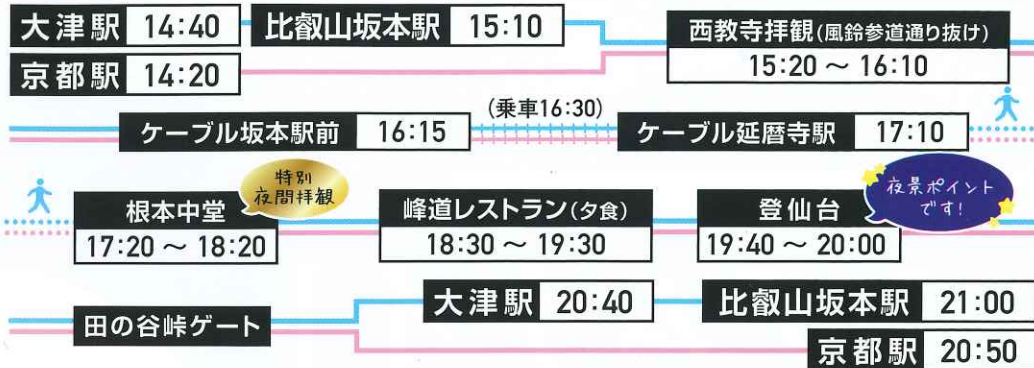 大津駅 14:40 比叡山坂本駅 15:10
京都駅 14:20
西教寺拝観(風鈴参道通り抜け)
15:20 ～ 16:10
ケーブル坂本駅前 16:15
(乗車16:30)
ケーブル延暦寺駅 17:10
特別
夜間拝観
根本中堂
17:20 ～ 18:20
峰道レストラン(夕食)
18:30 ～ 19:30
夜景ポイント
です!
登仙台
19:40 ～ 20:00
田の谷峠ゲート
大津駅 20:40 比叡山坂本駅 21:00
京都駅 20:50